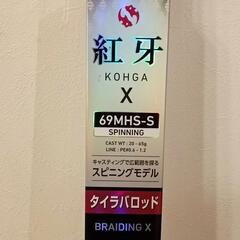 紅牙
KOHGA
X
69MHS-S
SPINNING
CAST WT.: 20 - 65g
LINE : PE#0.6 - 1.2
キャスティングで広範囲を探る
スピニングモデル
タイラバロッド
BRAIDING X